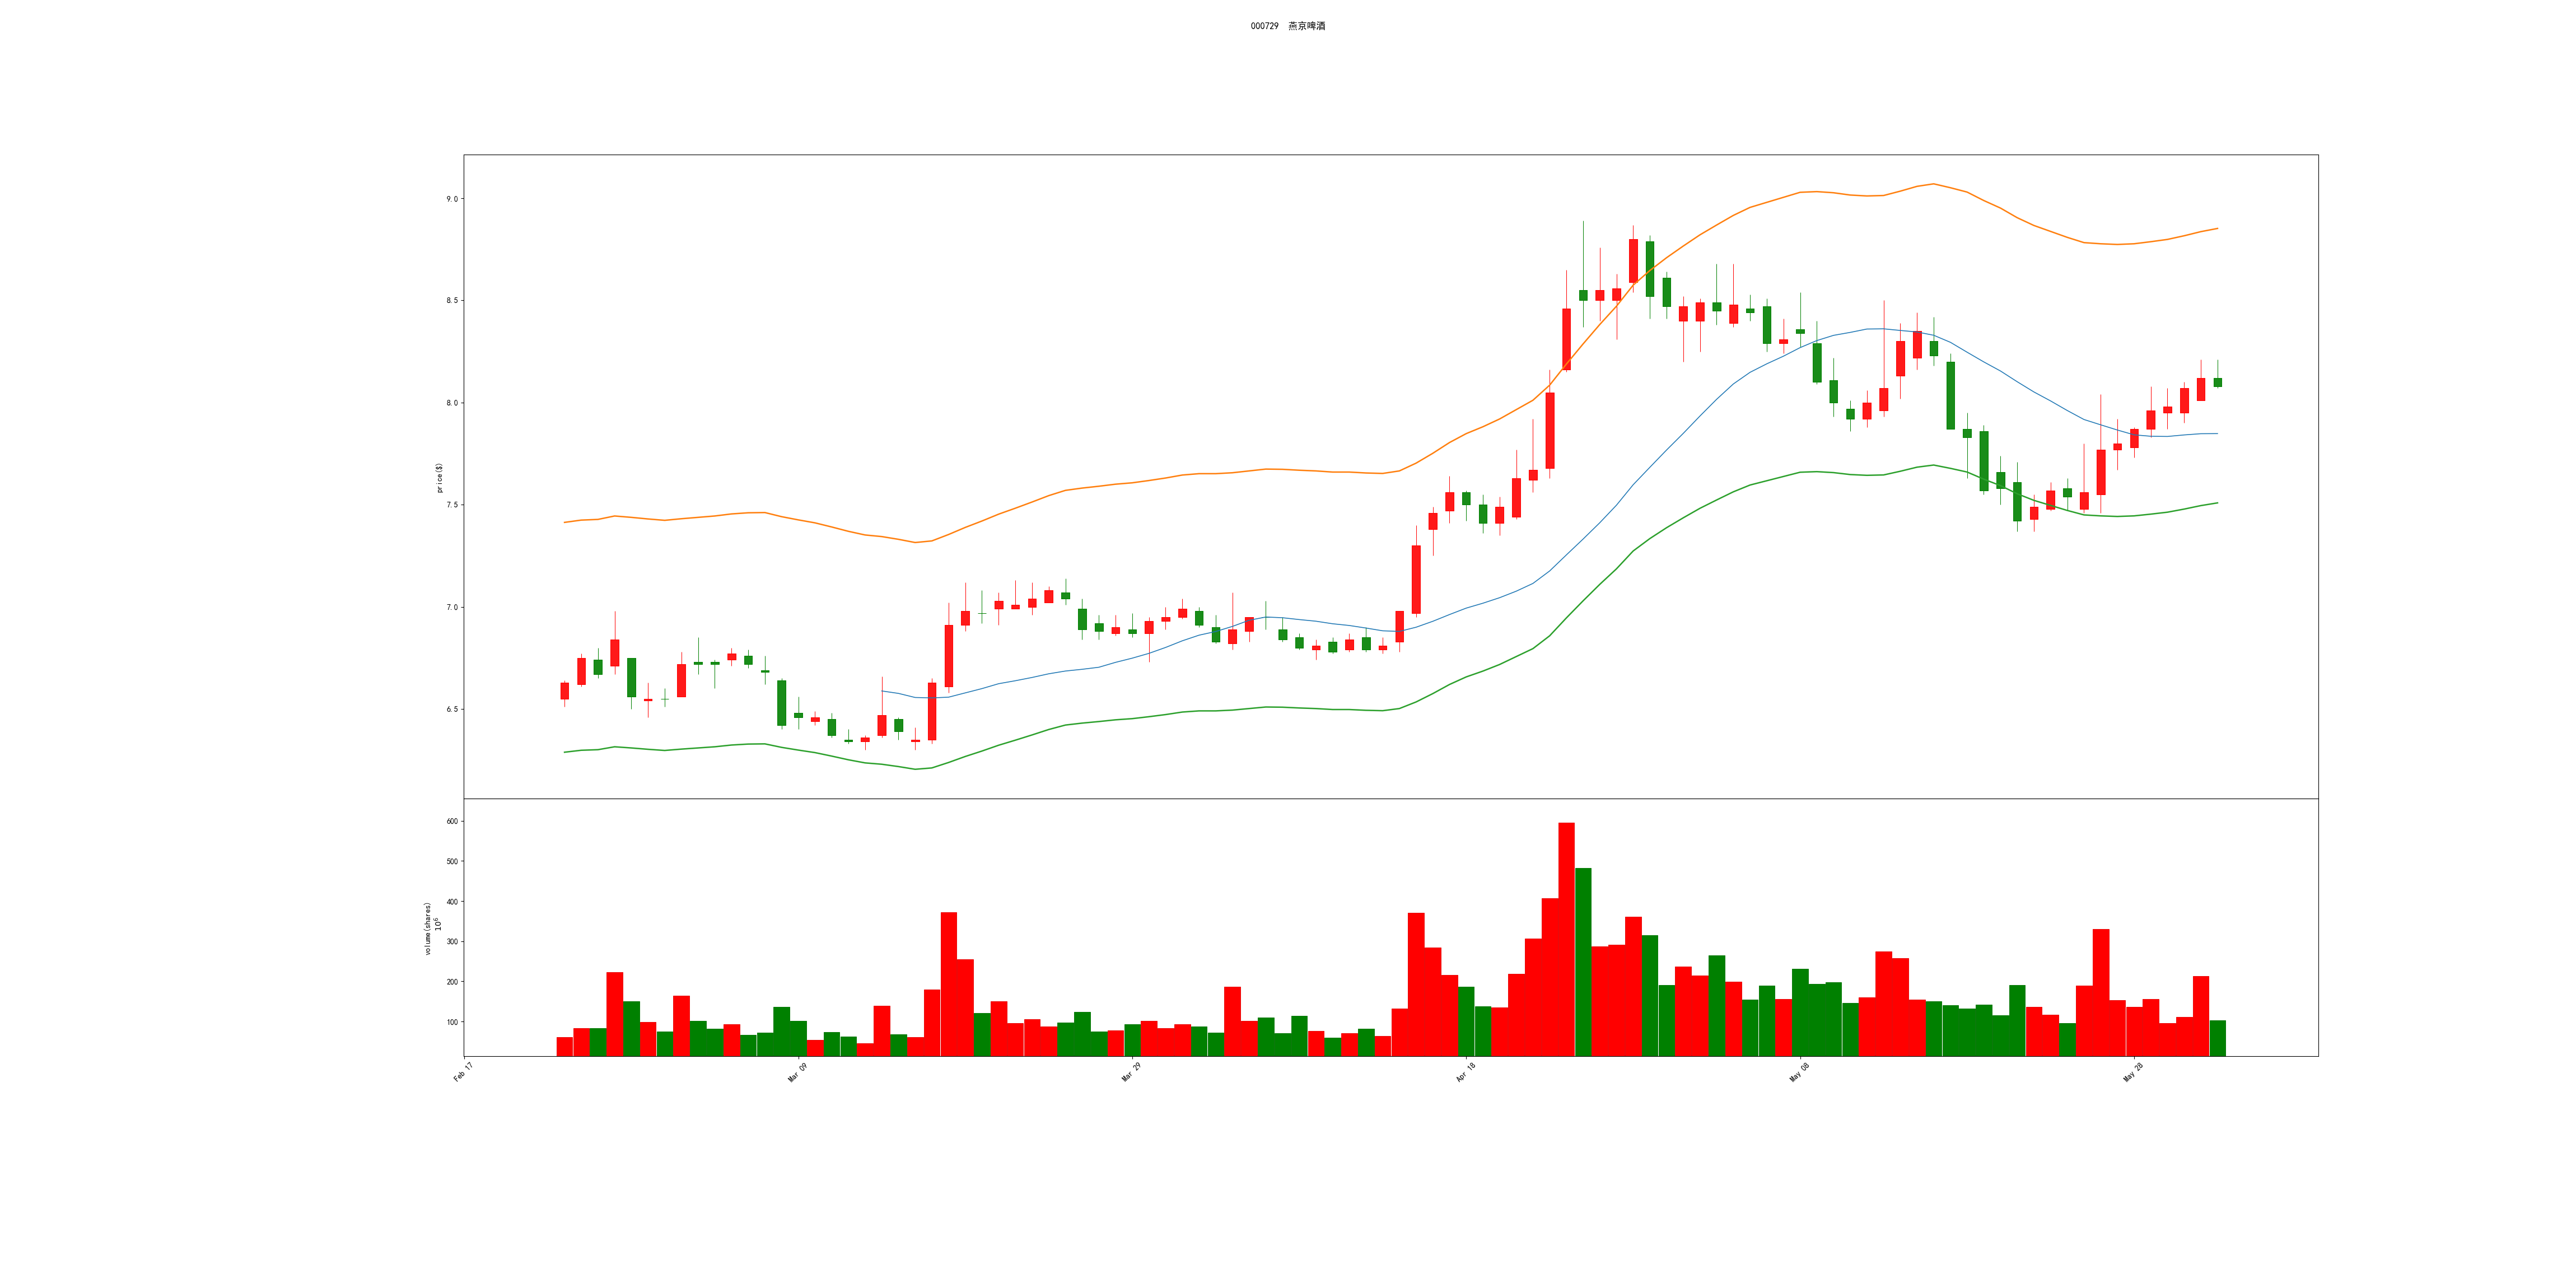 000729 燕京啤酒
9.0
8.5
8.0
7.5
7.0
6.5
price($)
600
500
400
300
200
100
volume(shares)
10^6
Feb 17
Mar 09
Mar 29
Apr 18
May 08
May 28